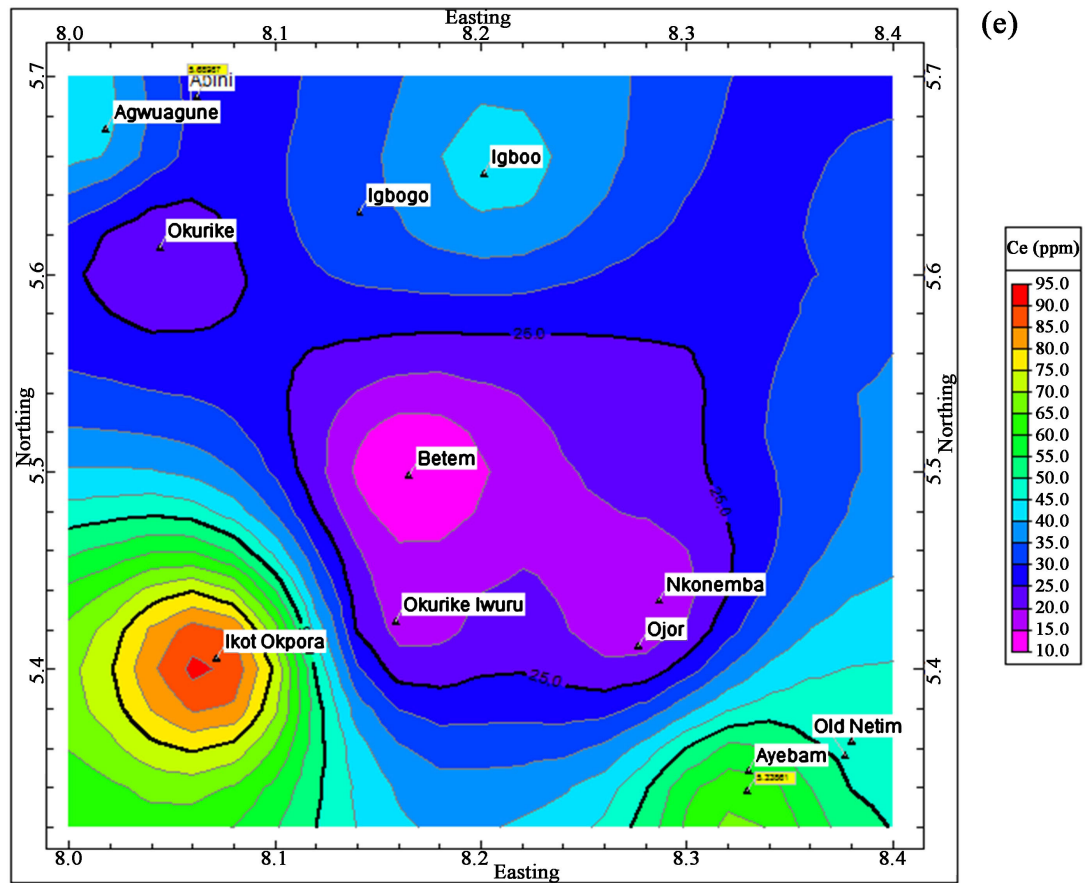 Easting
(e)
8.0 8.1 8.2 8.3 8.4
5.7 5.7
Abini
Agwuagune
Igboo
Igbogo
Okurike
Ce (ppm)
5.6 5.6
95.0
90.0
85.0
80.0
75.0
70.0
65.0
60.0
55.0
50.0
45.0
40.0
35.0
30.0
25.0
20.0
15.0
10.0
25.0
Northing Northing
Betem
5.5 5.5
25.0
Nkonemba
Okurike Iwuru
Ojor
Ikot Okpora
5.4 5.4
25.0
Old Netim
Ayebam
8.0 8.1 8.2 8.3 8.4
Easting